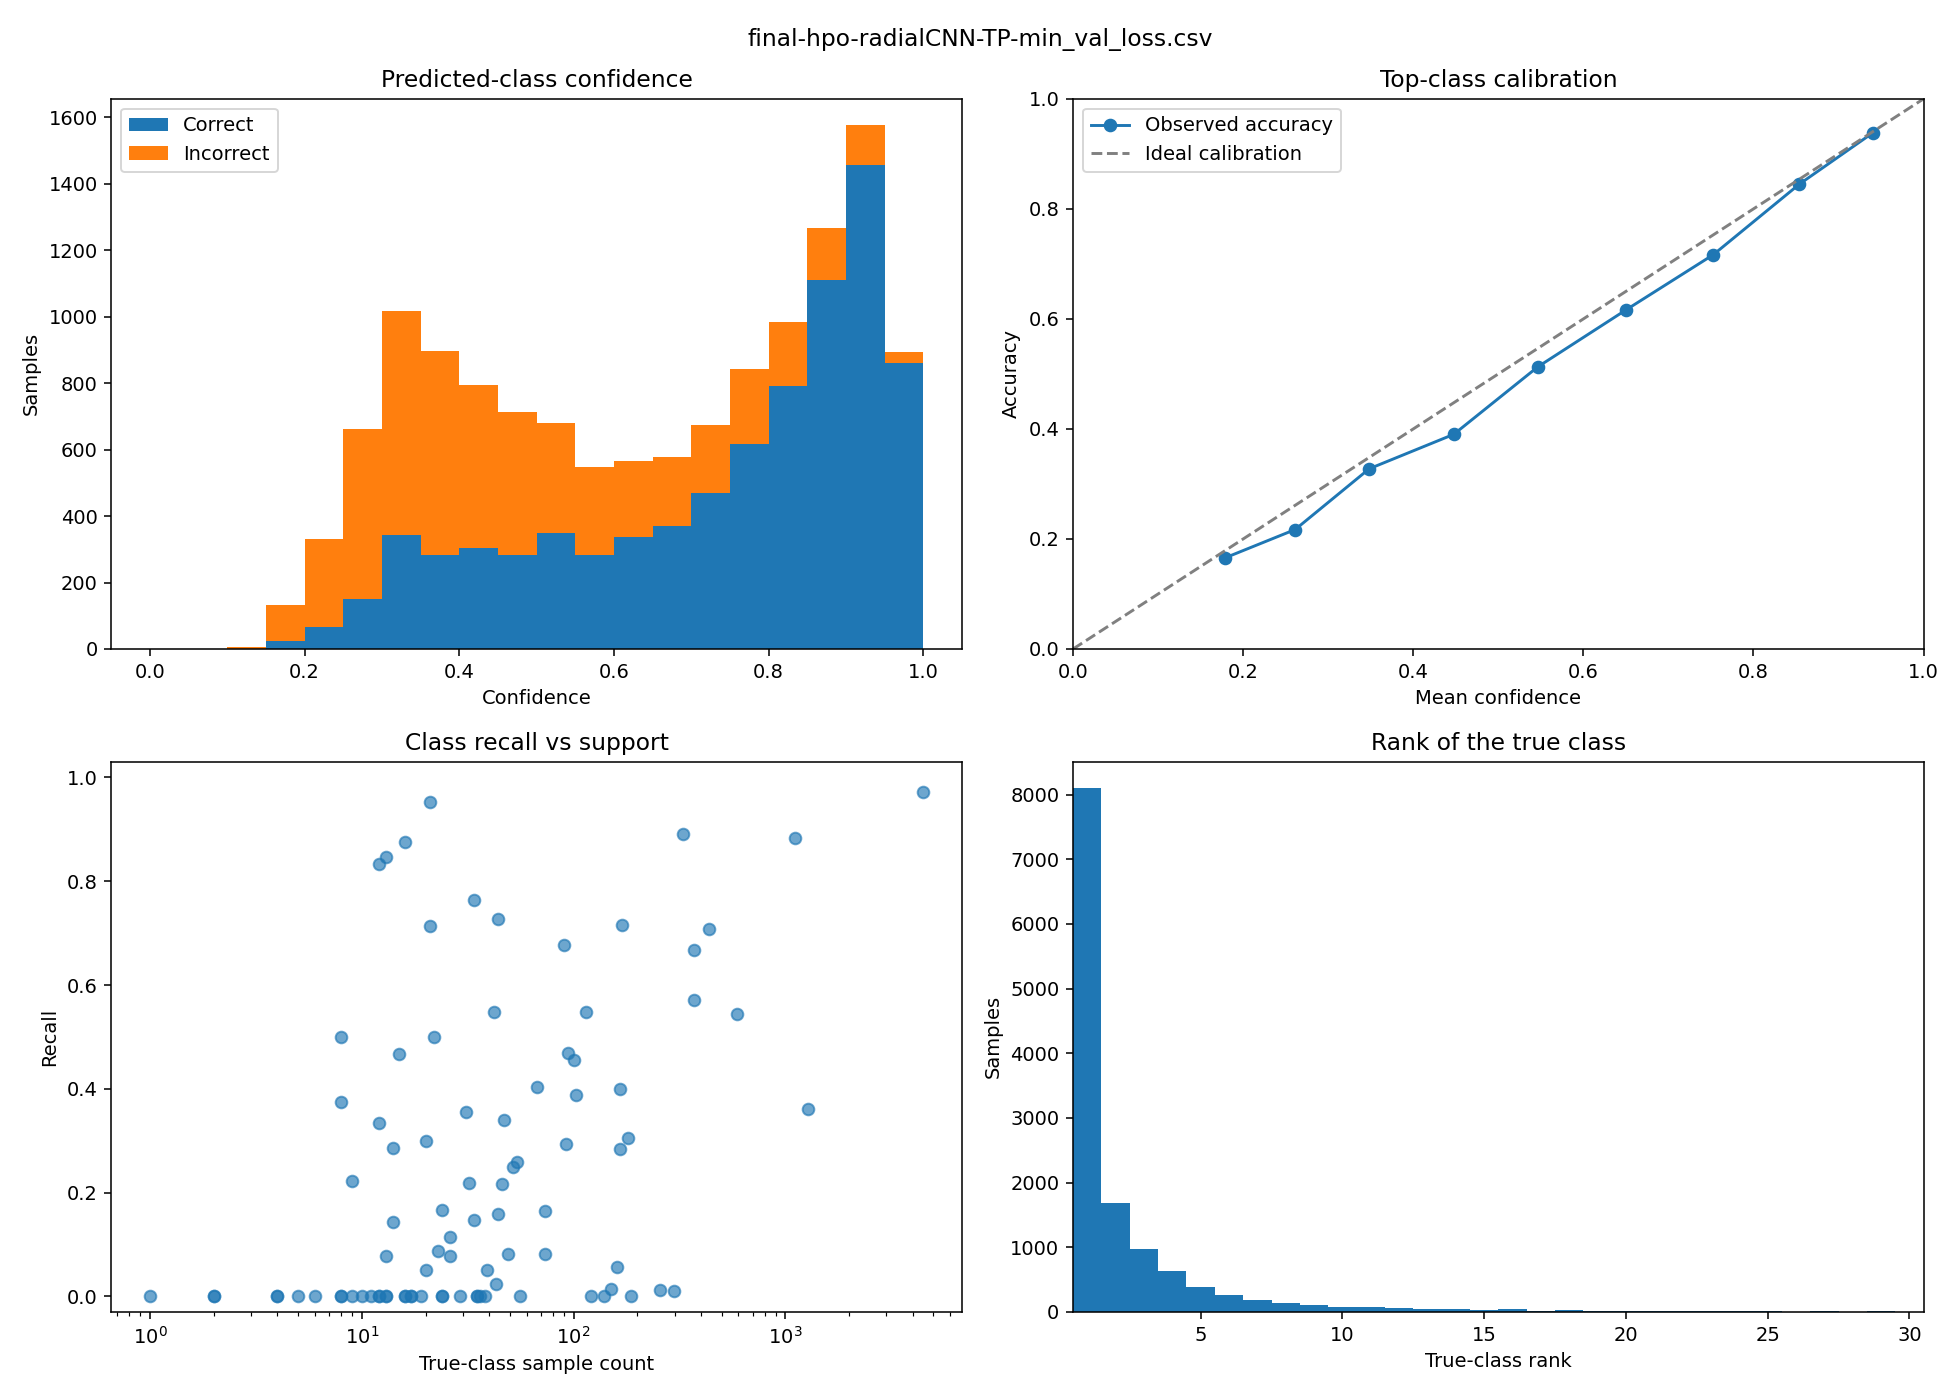 final-hpo-radialCNN-TP-min_val_loss.csv
Predicted-class confidence
Correct
Incorrect
Samples
1600
1400
1200
1000
800
600
400
200
0
0.0 0.2 0.4 0.6 0.8 1.0
Confidence
Top-class calibration
Observed accuracy
Ideal calibration
Accuracy
1.0
0.8
0.6
0.4
0.2
0.0
0.0 0.2 0.4 0.6 0.8 1.0
Mean confidence
Class recall vs support
Recall
1.0
0.8
0.6
0.4
0.2
0.0
10⁰ 10¹ 10² 10³
True-class sample count
Rank of the true class
Samples
8000
7000
6000
5000
4000
3000
2000
1000
0
5 10 15 20 25 30
True-class rank